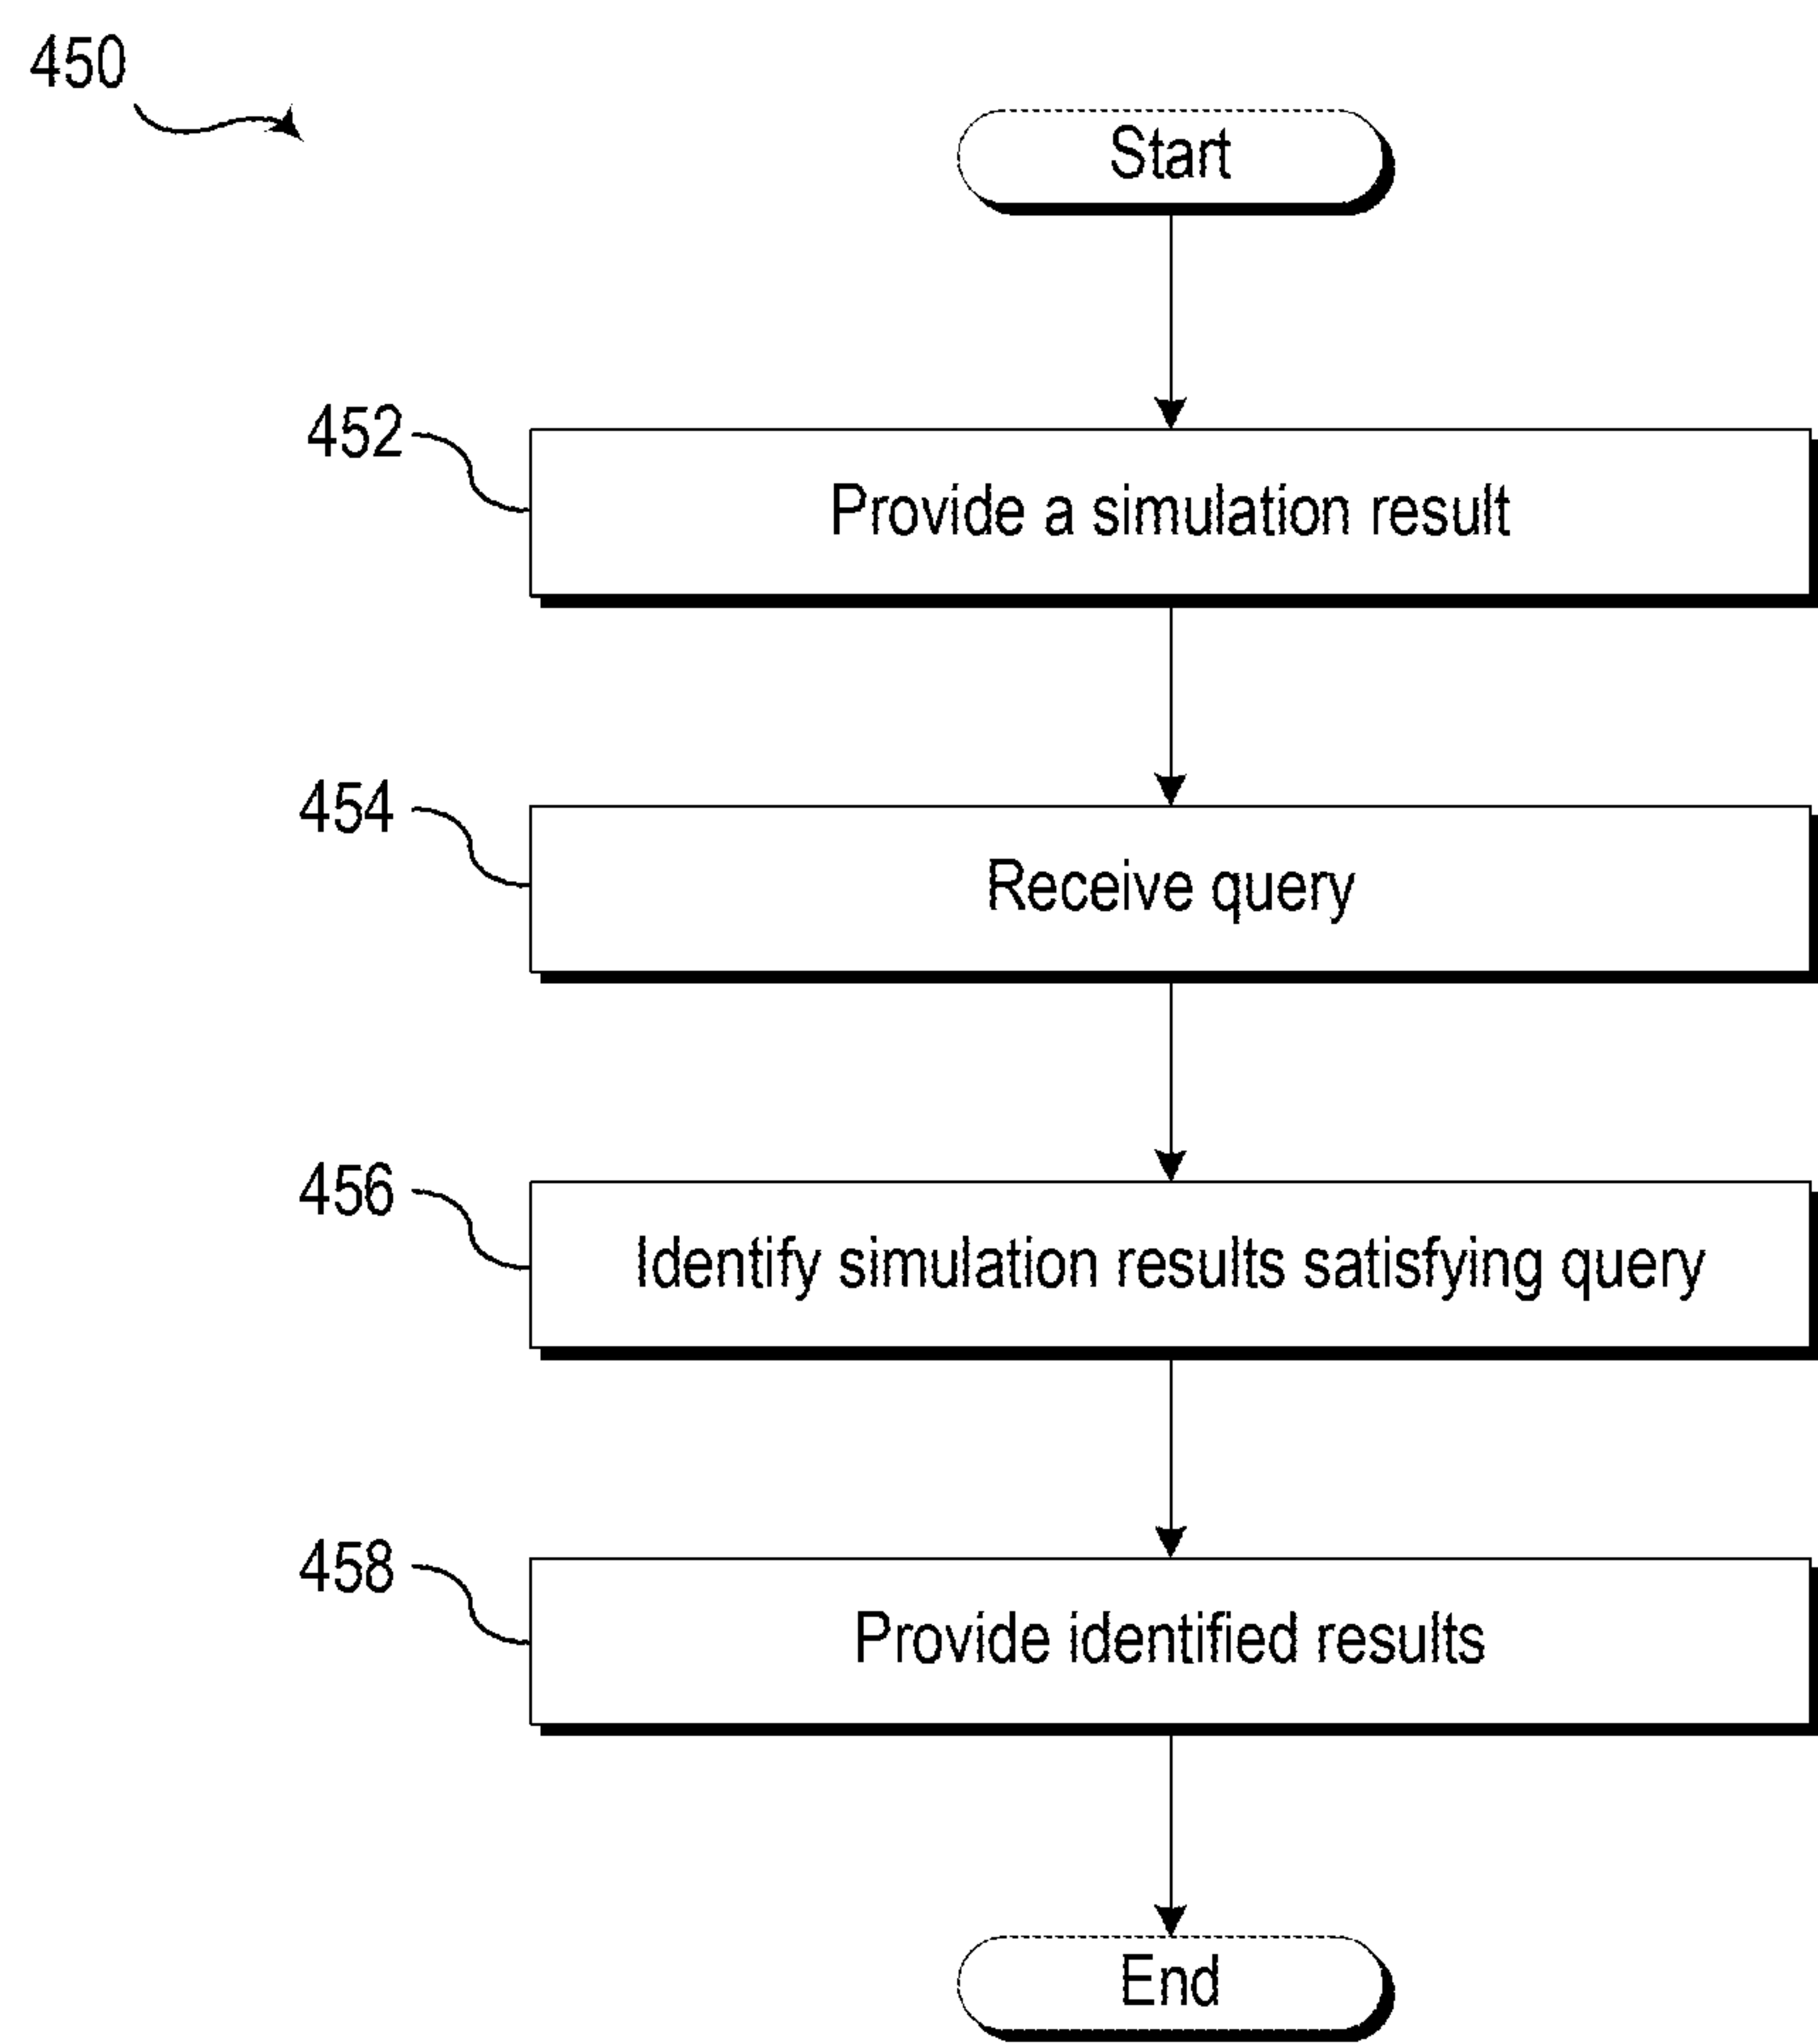 450
Start
452
Provide a simulation result
454
Receive query
456
Identify simulation results satisfying query
458
Provide identified results
End